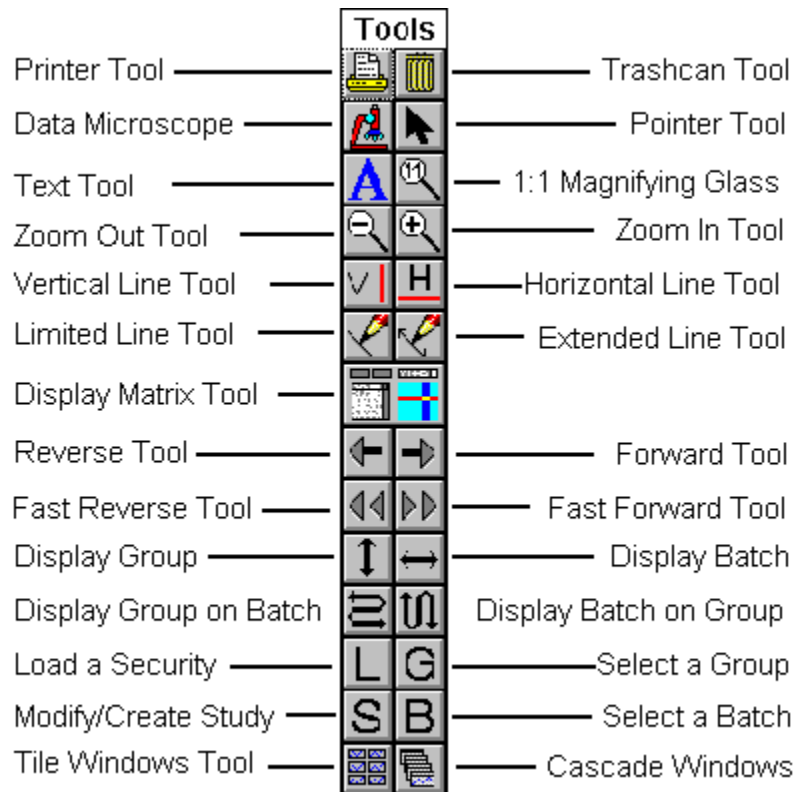 Tools
Printer Tool Trashcan Tool
Data Microscope Pointer Tool
Text Tool A 1:1 1:1 Magnifying Glass
Zoom Out Tool Zoom In Tool
Vertical Line Tool V H Horizontal Line Tool
Limited Line Tool Extended Line Tool
Display Matrix Tool
Reverse Tool Forward Tool
Fast Reverse Tool Fast Forward Tool
Display Group Display Batch
Display Group on Batch Display Batch on Group
Load a Security L G Select a Group
Modify/Create Study S B Select a Batch
Tile Windows Tool Cascade Windows